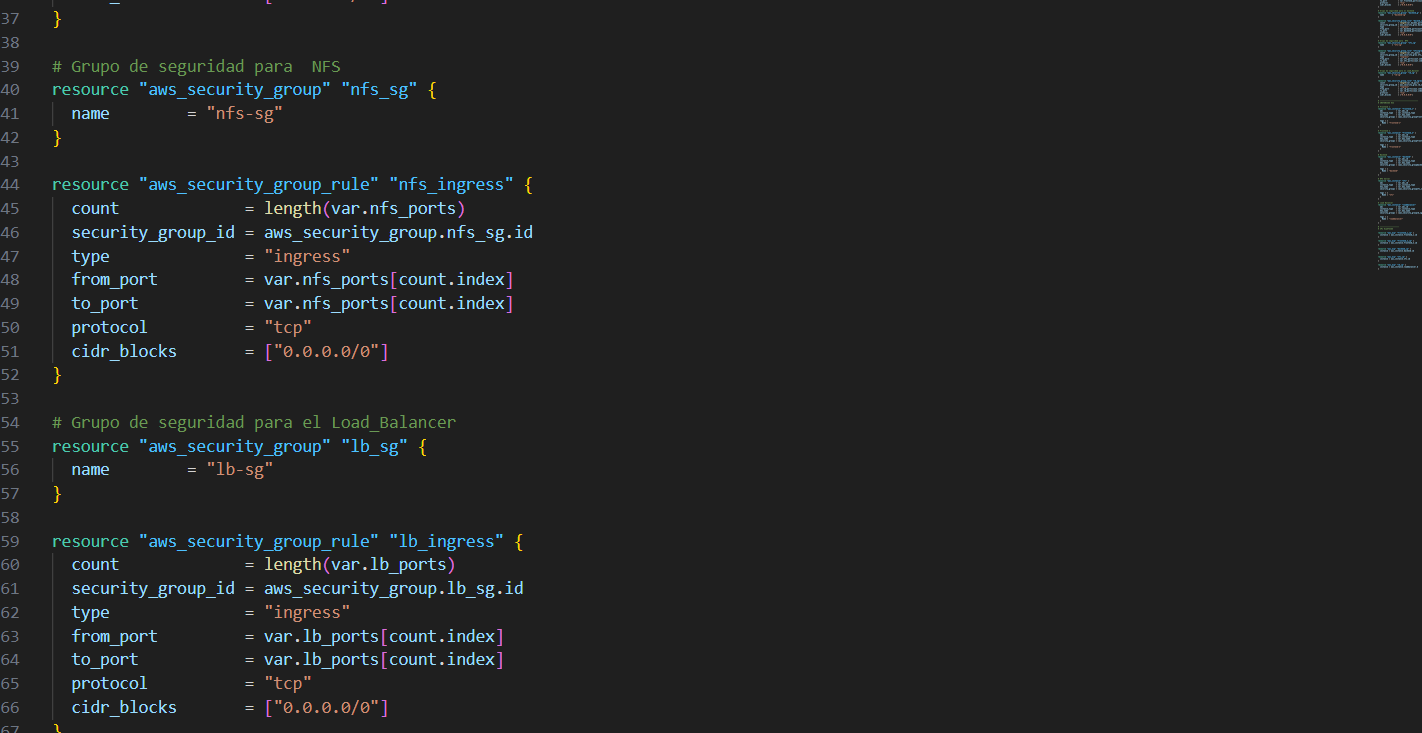 37 }
38
39 # Grupo de seguridad para  NFS
40 resource "aws_security_group" "nfs_sg" {
41   name        = "nfs-sg"
42 }
43
44 resource "aws_security_group_rule" "nfs_ingress" {
45   count             = length(var.nfs_ports)
46   security_group_id = aws_security_group.nfs_sg.id
47   type              = "ingress"
48   from_port         = var.nfs_ports[count.index]
49   to_port           = var.nfs_ports[count.index]
50   protocol          = "tcp"
51   cidr_blocks       = ["0.0.0.0/0"]
52 }
53
54 # Grupo de seguridad para el Load_Balancer
55 resource "aws_security_group" "lb_sg" {
56   name        = "lb-sg"
57 }
58
59 resource "aws_security_group_rule" "lb_ingress" {
60   count             = length(var.lb_ports)
61   security_group_id = aws_security_group.lb_sg.id
62   type              = "ingress"
63   from_port         = var.lb_ports[count.index]
64   to_port           = var.lb_ports[count.index]
65   protocol          = "tcp"
66   cidr_blocks       = ["0.0.0.0/0"]
67 }